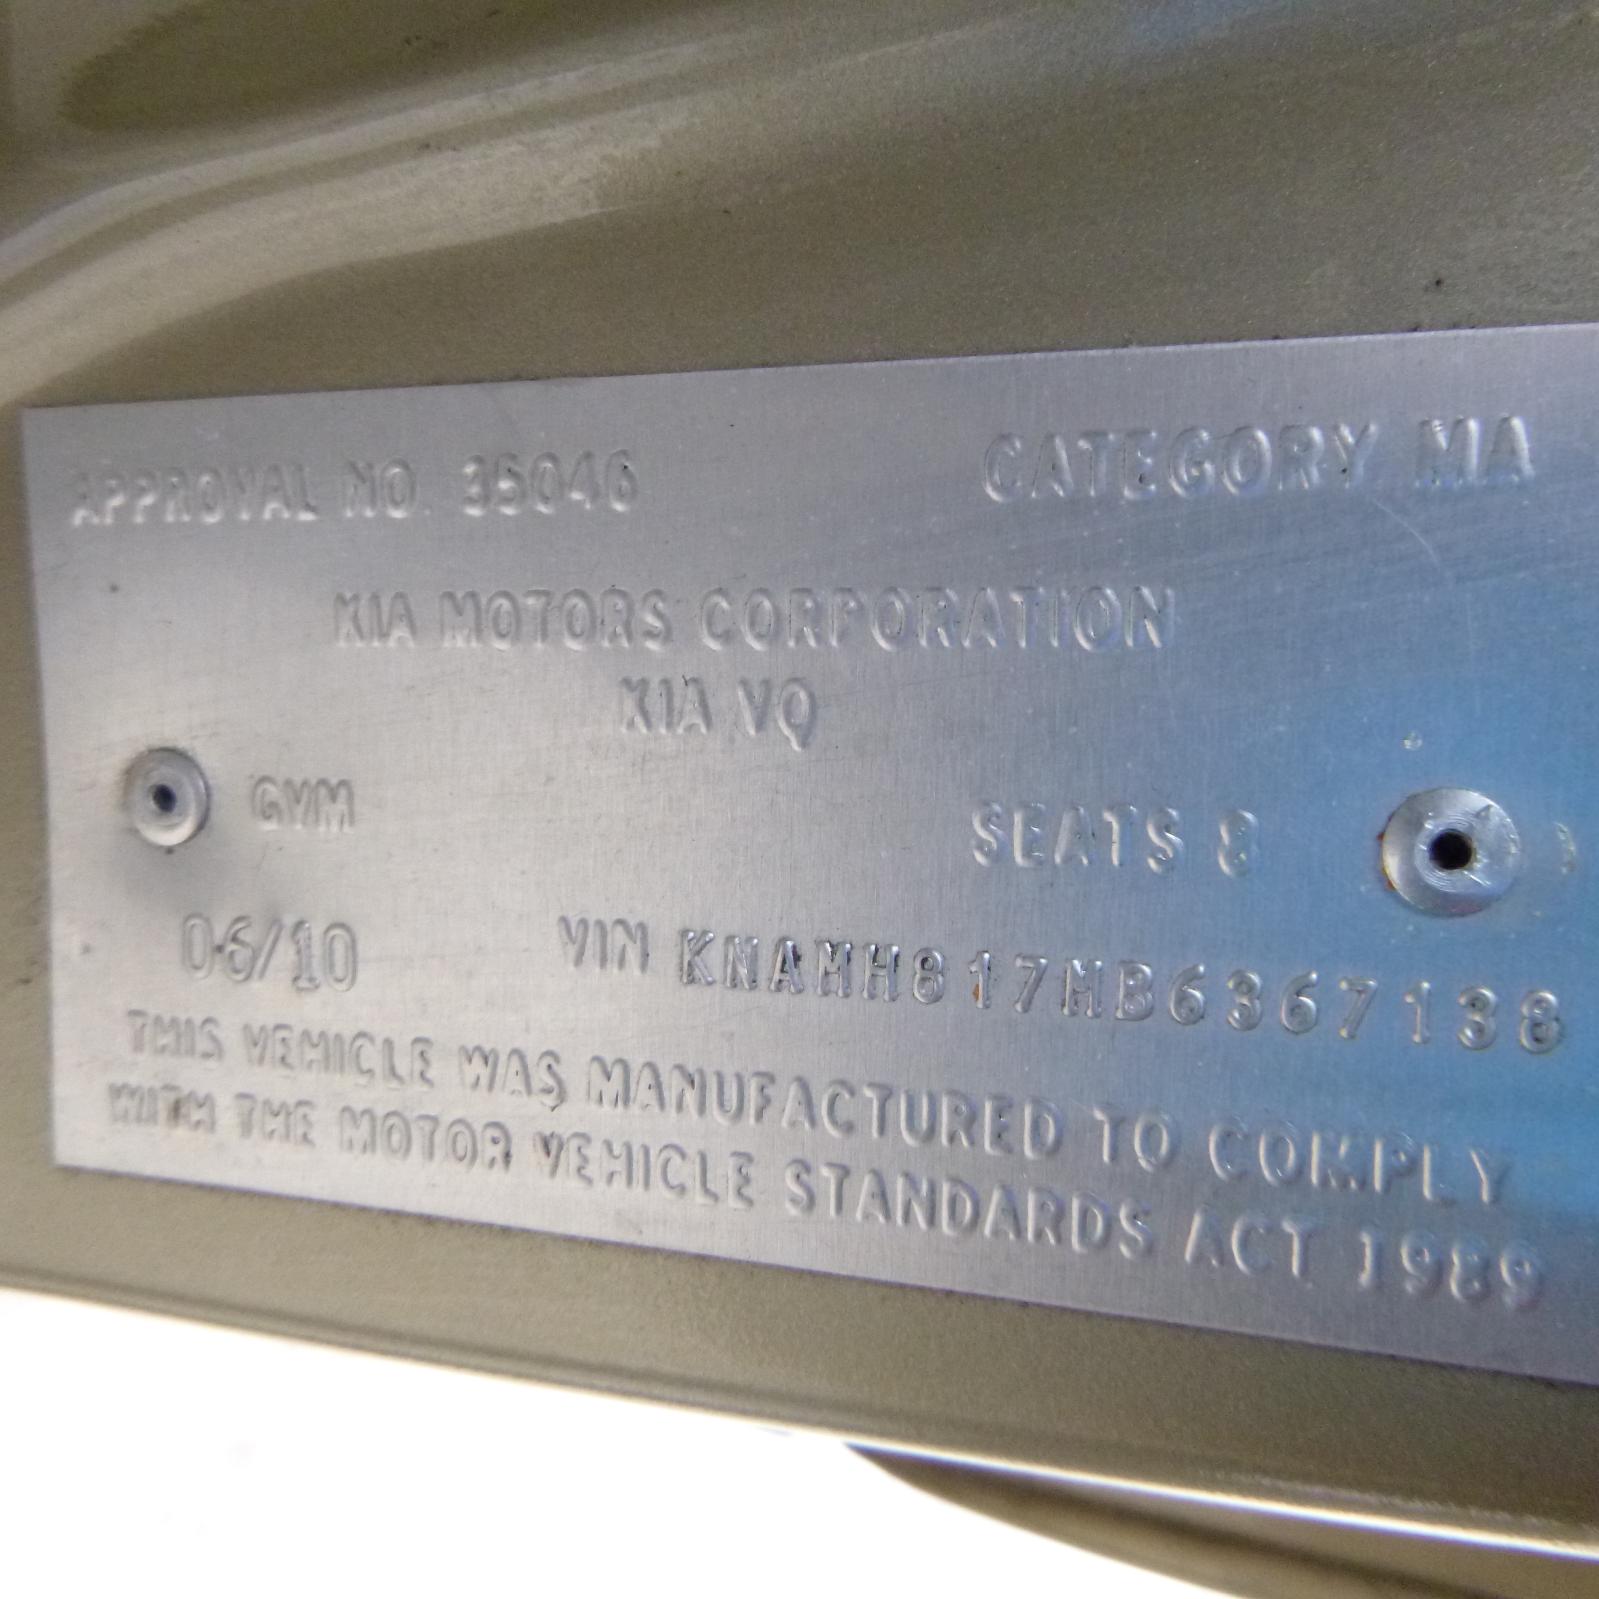 APPROVAL NO. 35046 CATEGORY MA
KIA MOTORS CORPORATION
KIA VQ
GVM SEATS 8
06/10 VIN KNAMH817MB6367138
THIS VEHICLE WAS MANUFACTURED TO COMPLY
WITH THE MOTOR VEHICLE STANDARDS ACT 1989